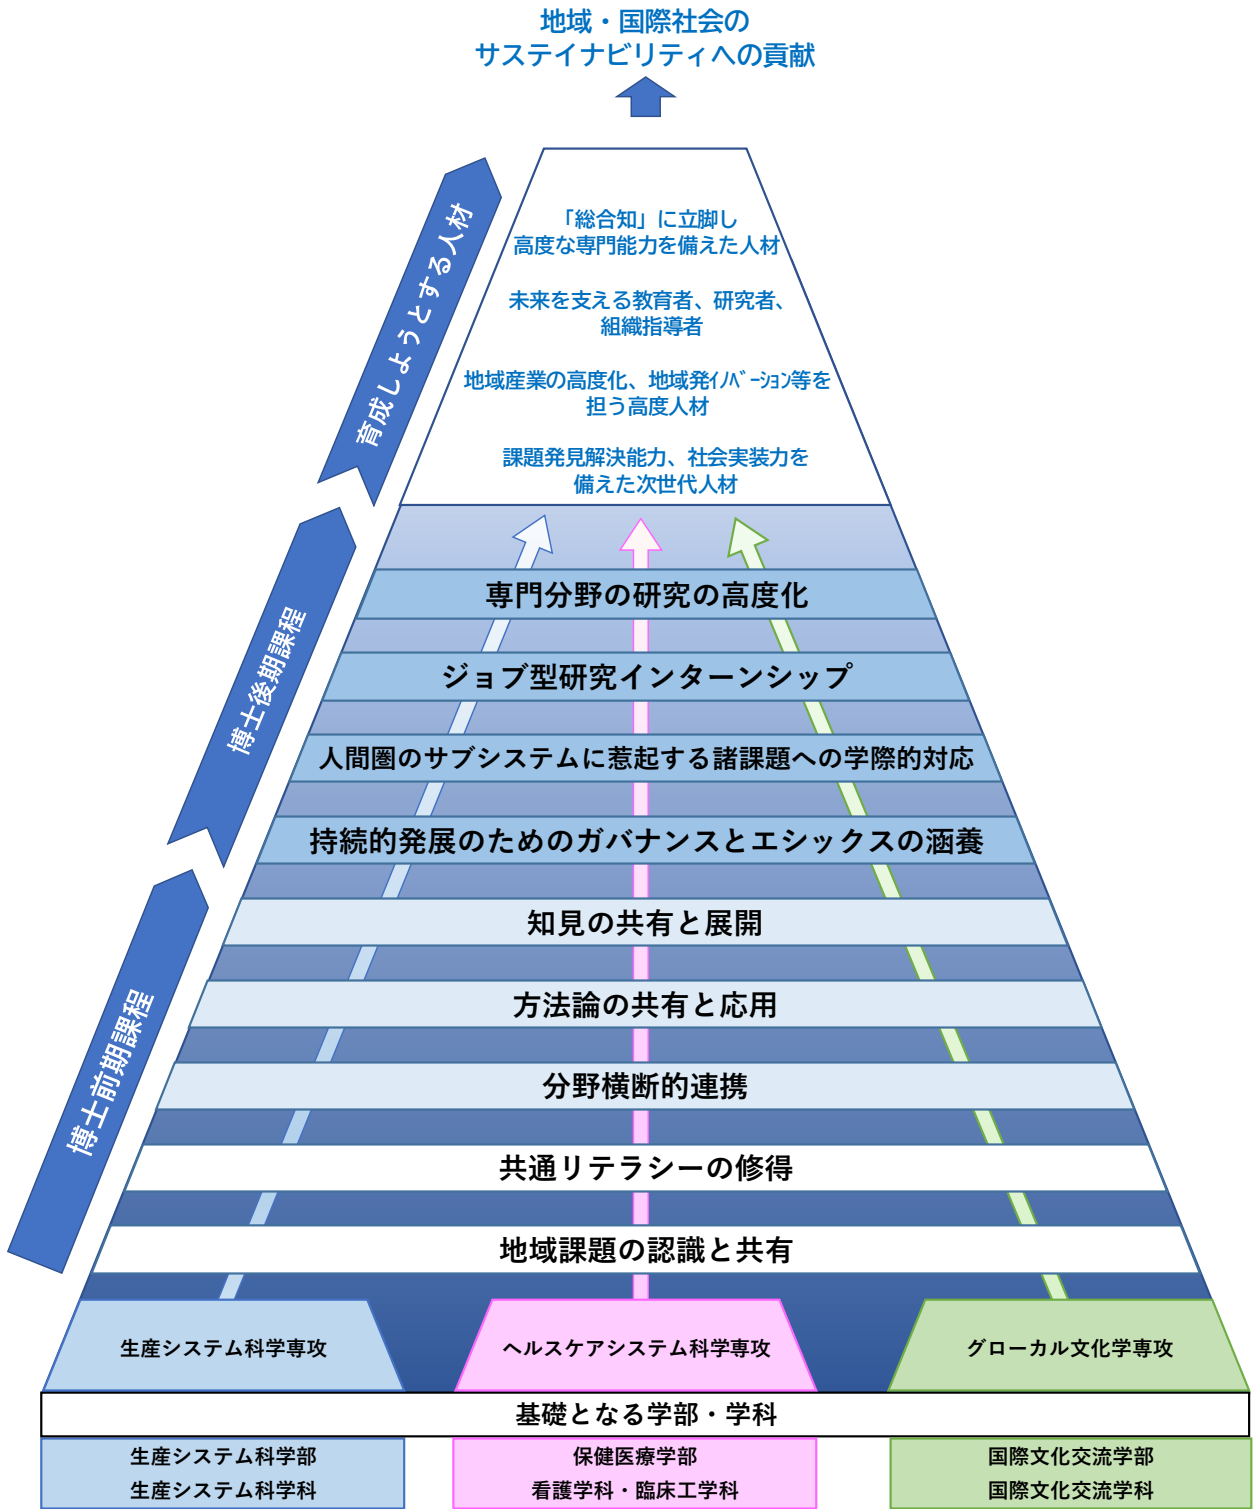 地域・国際社会の
サステイナビリティへの貢献
育成しようとする人材
「総合知」に立脚し
高度な専門能力を備えた人材
未来を支える教育者、研究者、
組織指導者
地域産業の高度化、地域発ｲﾉﾍﾞｰｼｮﾝ等を
担う高度人材
課題発見解決能力、社会実装力を
備えた次世代人材
博士後期課程
専門分野の研究の高度化
ジョブ型研究インターンシップ
人間圏のサブシステムに惹起する諸課題への学際的対応
持続的発展のためのガバナンスとエシックスの涵養
博士前期課程
知見の共有と展開
方法論の共有と応用
分野横断的連携
共通リテラシーの修得
地域課題の認識と共有
生産システム科学専攻
ヘルスケアシステム科学専攻
グローカル文化学専攻
基礎となる学部・学科
生産システム科学部
生産システム科学科
保健医療学部
看護学科・臨床工学科
国際文化交流学部
国際文化交流学科